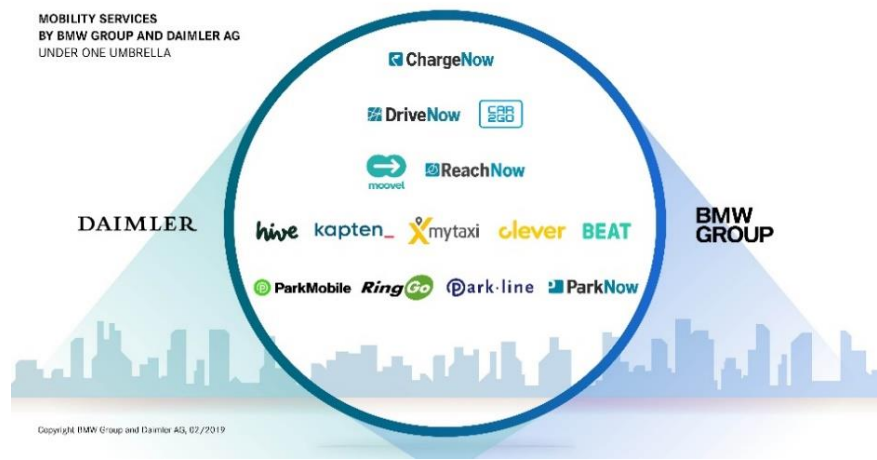 MOBILITY SERVICES
BY BMW GROUP AND DAIMLER AG
UNDER ONE UMBRELLA
ChargeNow
DriveNow CAR2GO
moovel ReachNow
DAIMLER hive kapten_ mytaxi clever BEAT BMW GROUP
ParkMobile RingGo Park·line ParkNow
Copyright BMW Group and Daimler AG, 02/2019